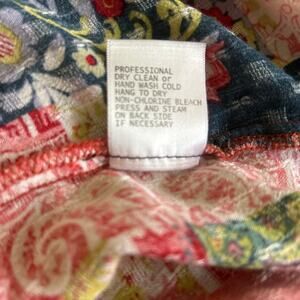 PROFESSIONAL
DRY CLEAN or
HAND WASH COLD
HANG TO DRY
NON-CHLORINE BLEACH
PRESS AND STEAM
ON BACK SIDE
IF NECESSARY